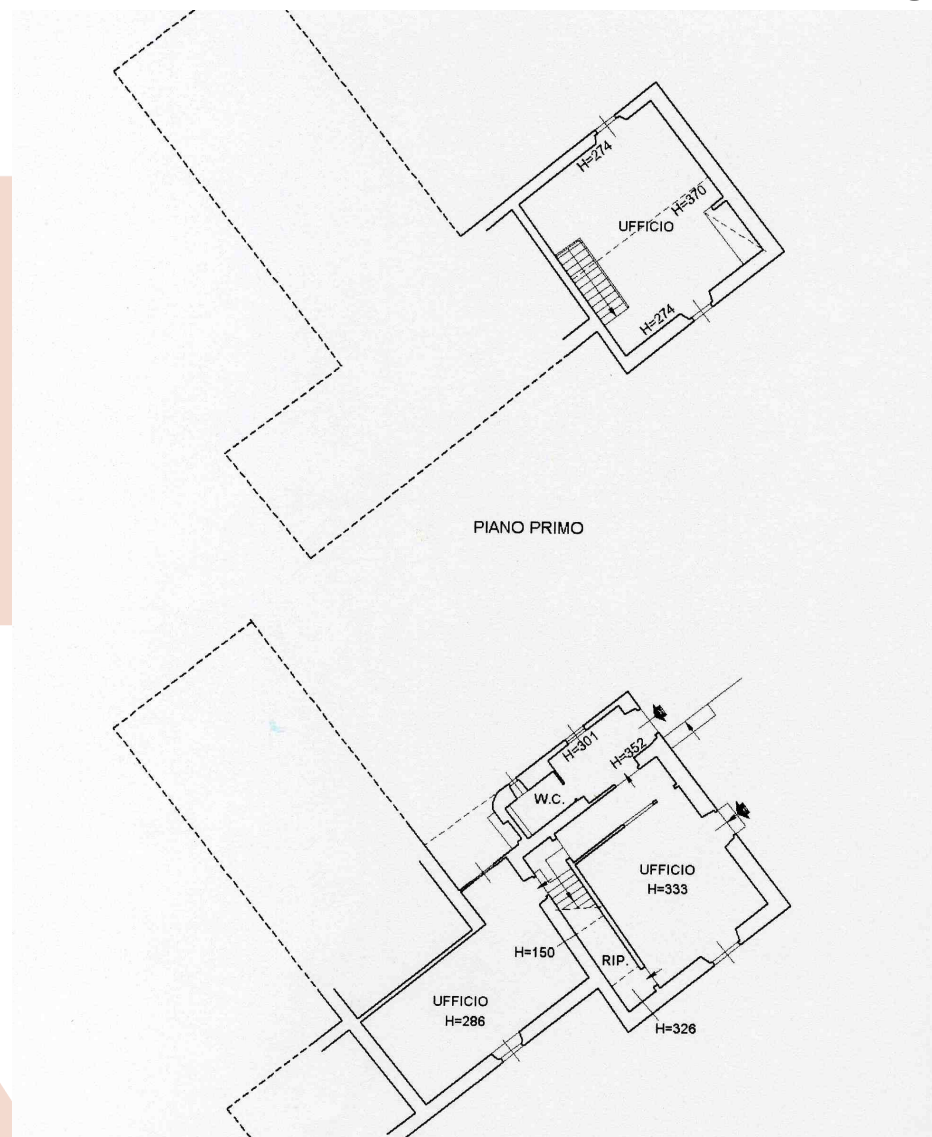 H=274
H=370
UFFICIO
H=274
PIANO PRIMO
H=301
H=352
W.C.
UFFICIO
H=333
H=150
RIP.
UFFICIO
H=286
H=326